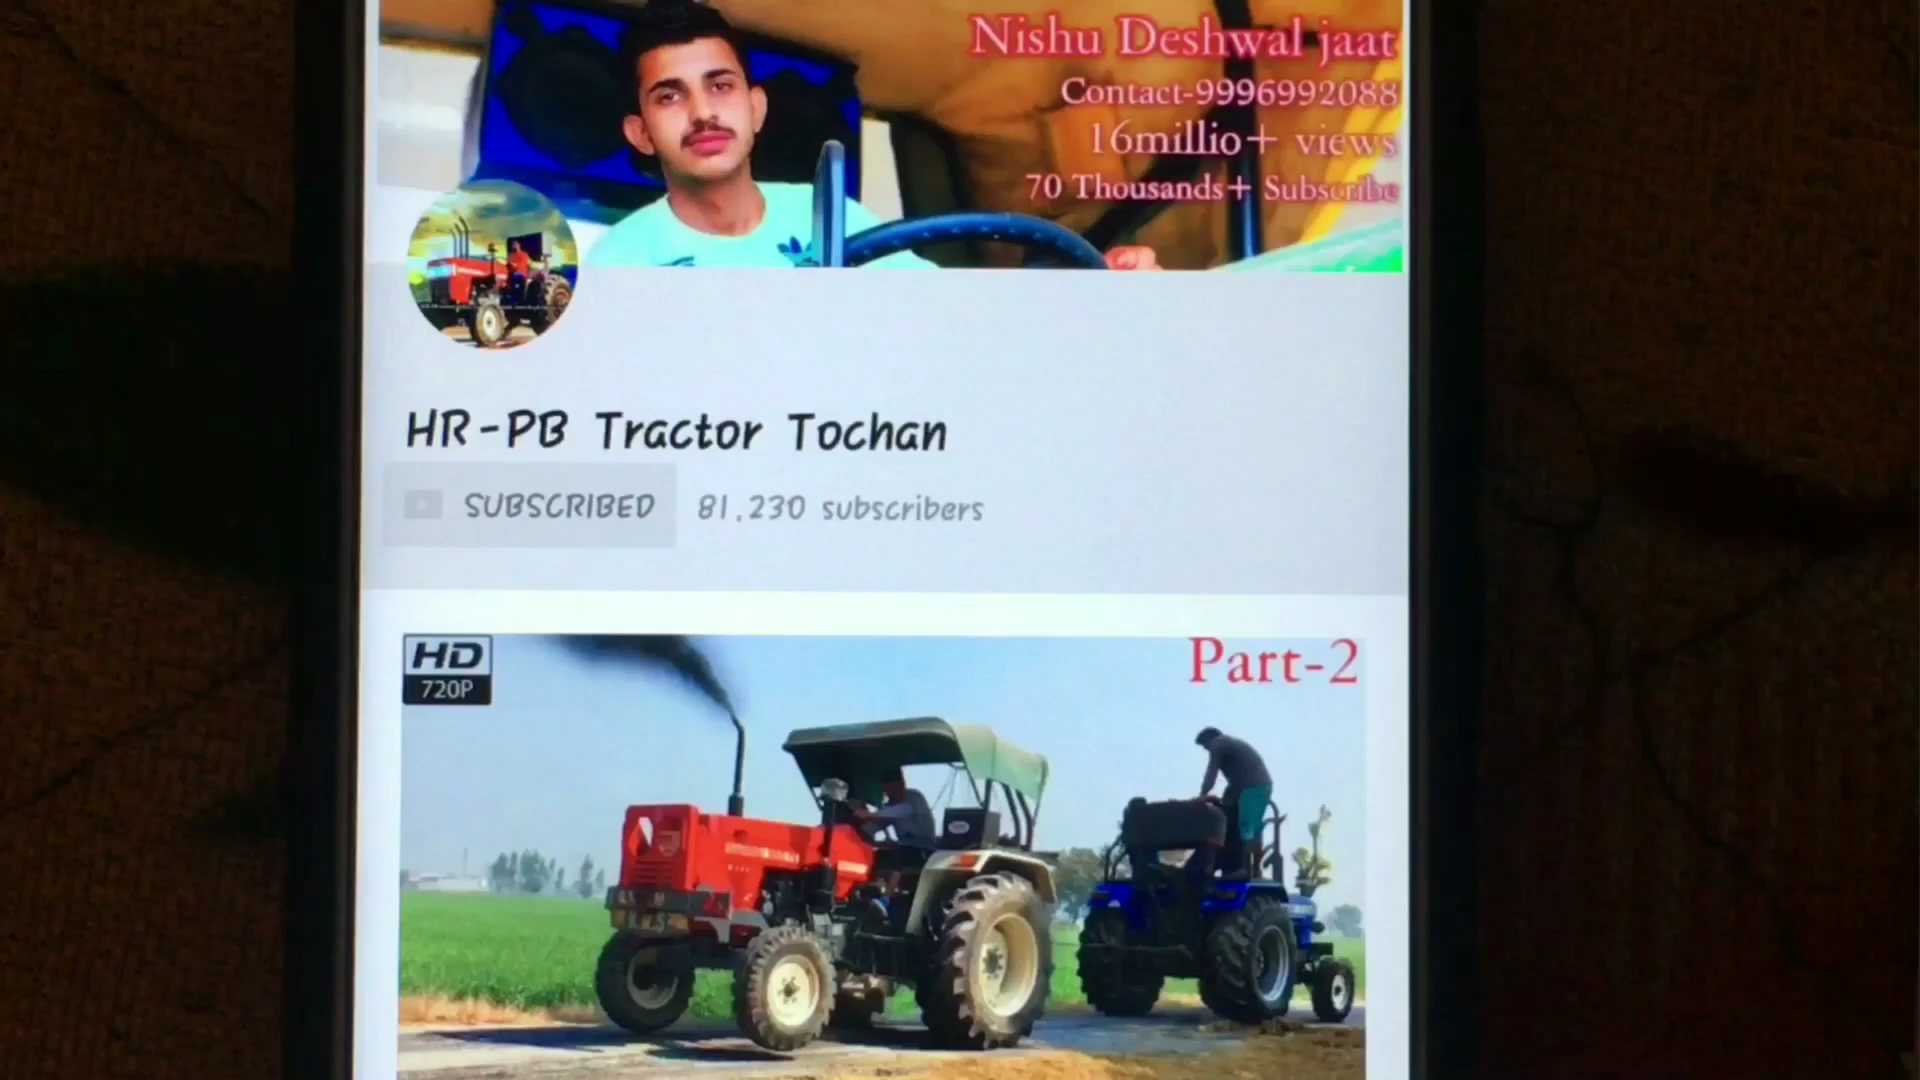 Nishu Deshwal jaat
Contact-9996992088
16millio+ views
70 Thousands+ Subscribe
HR-PB Tractor Tochan
SUBSCRIBED 81,230 subscribers
HD
720P
Part-2